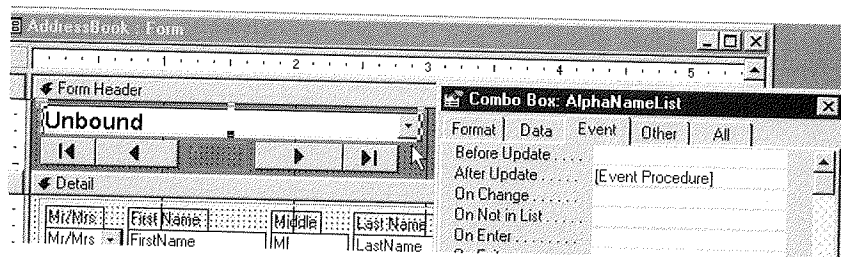 AddressBook : Form
1 2 3 4 5
Form Header
Unbound
Detail
Mr/Mrs First Name Middle Last Name
Mr/Mrs FirstName MI LastName
Combo Box: AlphaNameList
Format Data Event Other All
Before Update . . . .
After Update . . . . . [Event Procedure]
On Change . . . . . .
On Not in List . . . .
On Enter . . . . . . . .